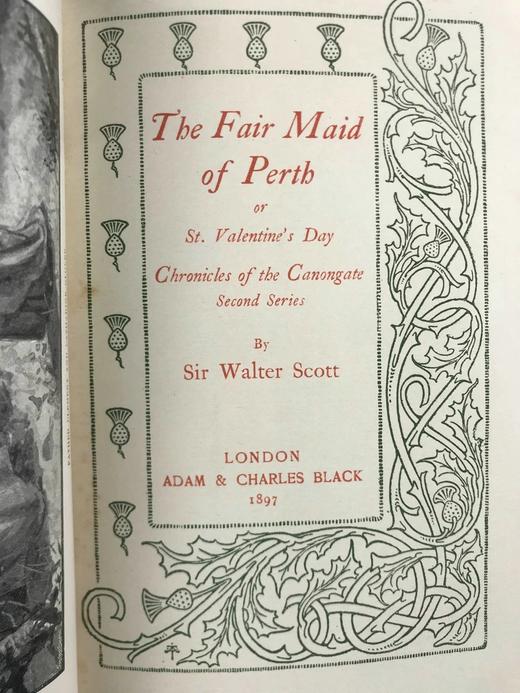 The Fair Maid
of Perth
or
St. Valentine's Day
Chronicles of the Canongate
Second Series
By
Sir Walter Scott
LONDON
ADAM & CHARLES BLACK
1897